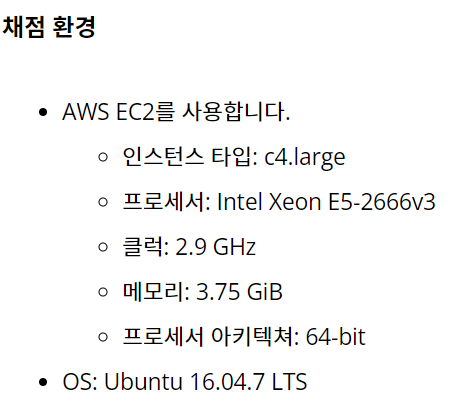 채점 환경
AWS EC2를 사용합니다.
인스턴스 타입: c4.large
프로세서: Intel Xeon E5-2666v3
클럭: 2.9 GHz
메모리: 3.75 GiB
프로세서 아키텍쳐: 64-bit
OS: Ubuntu 16.04.7 LTS